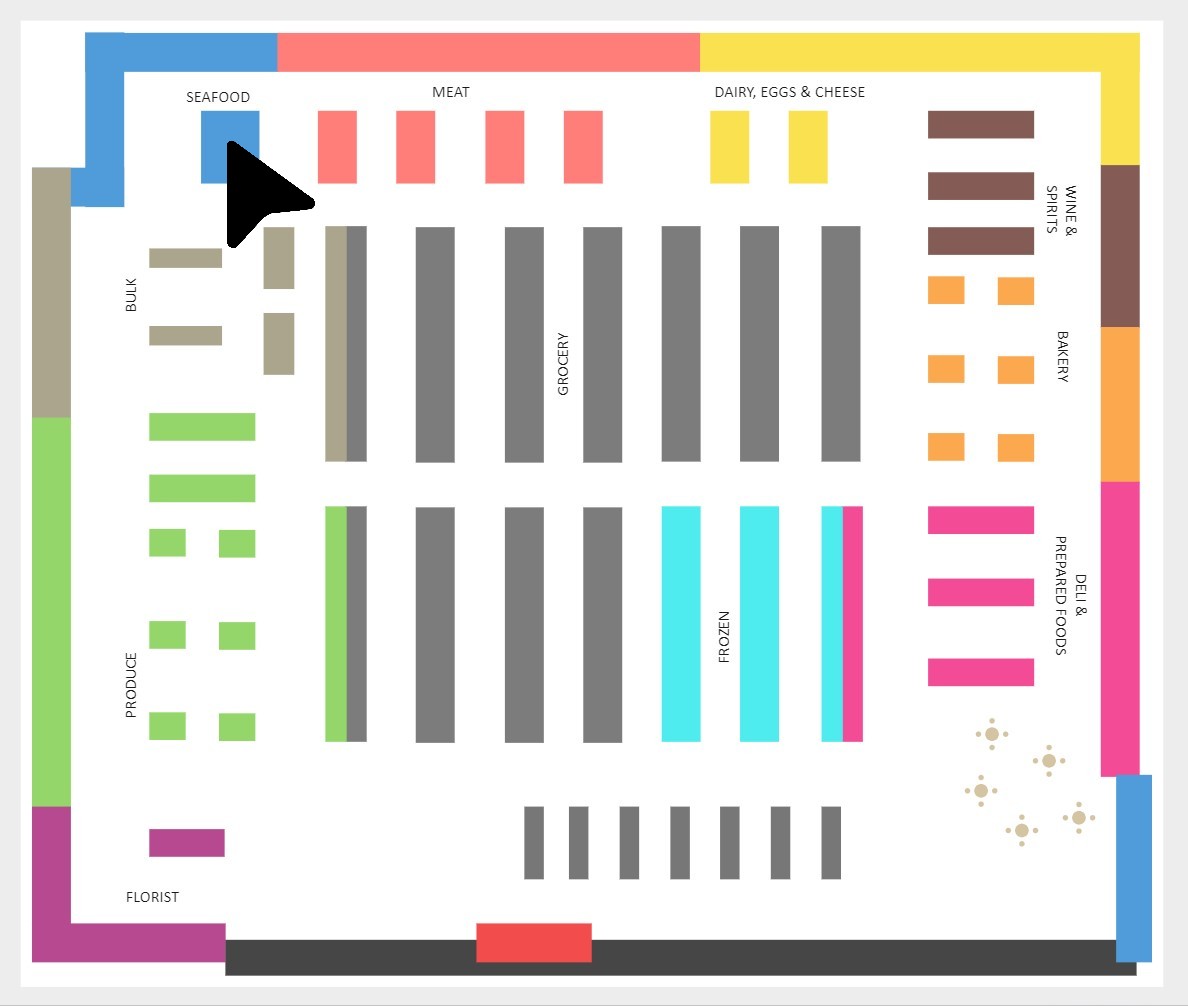 SEAFOOD
MEAT
DAIRY, EGGS & CHEESE
WINE &
SPIRITS
BULK
GROCERY
BAKERY
DELI &
PREPARED FOODS
FROZEN
PRODUCE
FLORIST